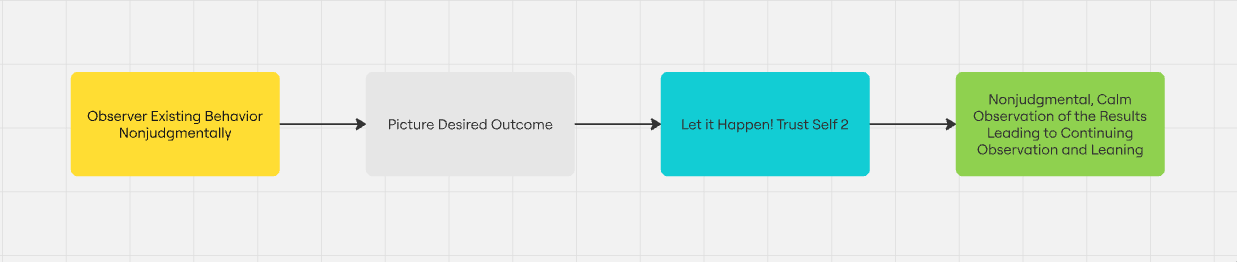 Observer Existing Behavior
Nonjudgmentally
Picture Desired Outcome
Let it Happen! Trust Self 2
Nonjudgmental, Calm
Observation of the Results
Leading to Continuing
Observation and Leaning